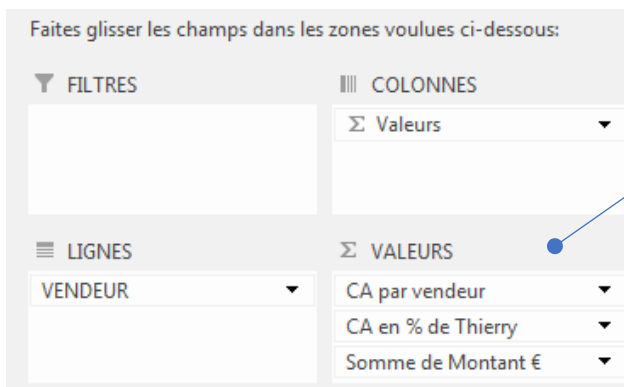 Faites glisser les champs dans les zones voulues ci-dessous:
FILTRES
COLONNES
Σ Valeurs
LIGNES
Σ VALEURS
VENDEUR
CA par vendeur
CA en % de Thierry
Somme de Montant €